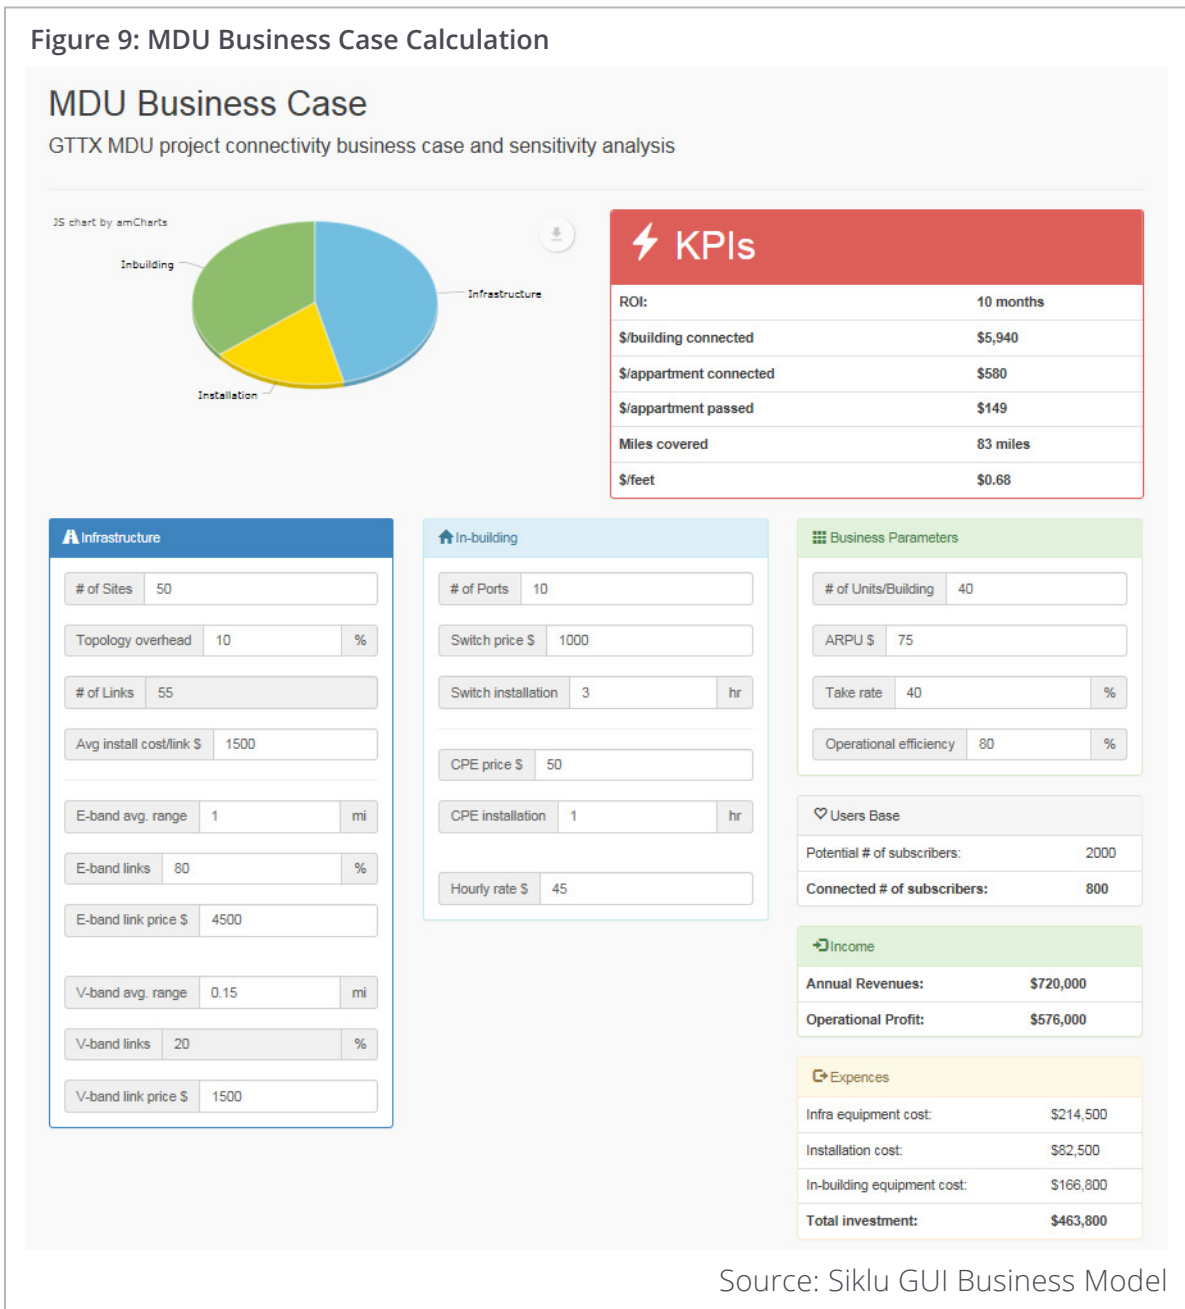 Figure 9: MDU Business Case Calculation
MDU Business Case
GTTX MDU project connectivity business case and sensitivity analysis
JS chart by amCharts
Inbuilding
Infrastructure
Installation
KPIs
ROI: 10 months
$/building connected $5,940
$/appartment connected $580
$/appartment passed $149
Miles covered 83 miles
$/feet $0.68
Infrastructure
# of Sites 50
Topology overhead 10 %
# of Links 55
Avg install cost/link $ 1500
E-band avg. range 1 mi
E-band links 80 %
E-band link price $ 4500
V-band avg. range 0.15 mi
V-band links 20 %
V-band link price $ 1500
In-building
# of Ports 10
Switch price $ 1000
Switch installation 3 hr
CPE price $ 50
CPE installation 1 hr
Hourly rate $ 45
Business Parameters
# of Units/Building 40
ARPU $ 75
Take rate 40 %
Operational efficiency 80 %
Users Base
Potential # of subscribers: 2000
Connected # of subscribers: 800
Income
Annual Revenues: $720,000
Operational Profit: $576,000
Expences
Infra equipment cost: $214,500
Installation cost: $82,500
In-building equipment cost: $166,800
Total investment: $463,800
Source: Siklu GUI Business Model